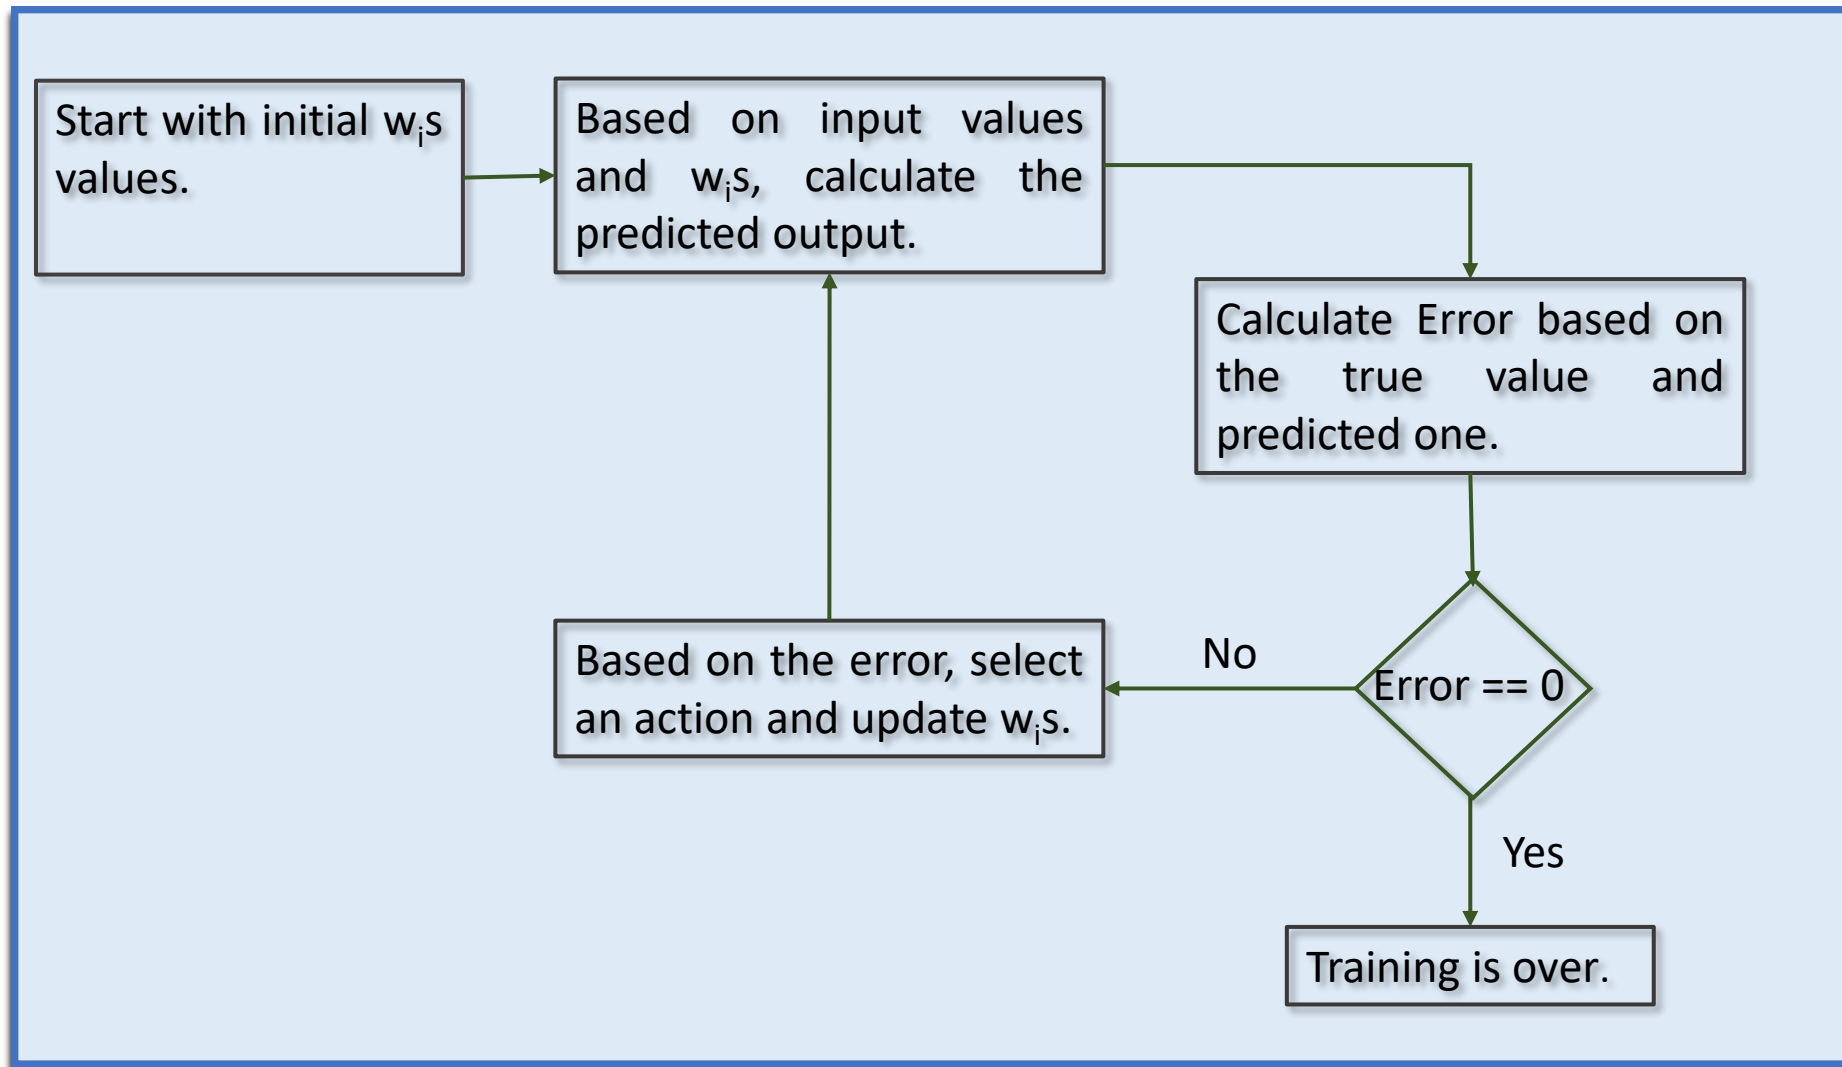 Start with initial wᵢs
values.
Based on input values
and wᵢs, calculate the
predicted output.
Calculate Error based on
the true value and
predicted one.
Error == 0
No
Based on the error, select
an action and update wᵢs.
Yes
Training is over.